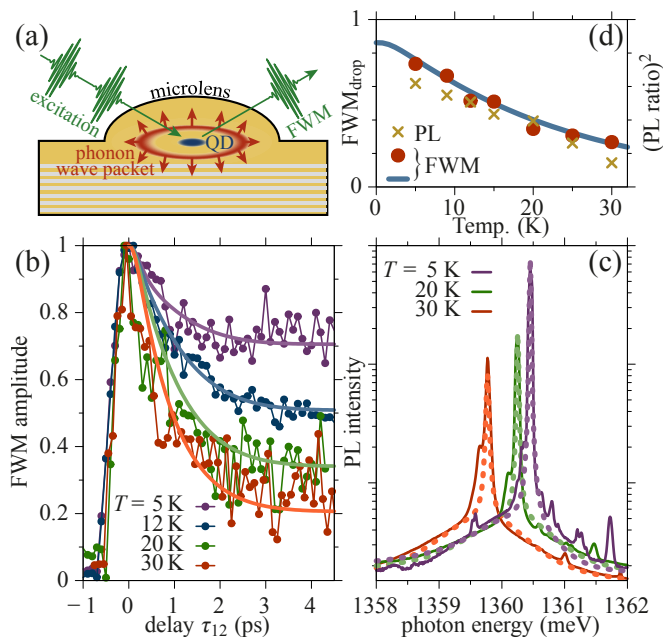 (a)
excitation
microlens
FWM
QD
phonon
wave packet
(d)
FWM_drop
1
0
PL
FWM
0 10 20 30
Temp. (K)
(PL ratio)²
(b)
FWM amplitude
1
0.8
0.6
0.4
0.2
0
T = 5 K
12 K
20 K
30 K
−1 0 1 2 3 4
delay τ₁₂ (ps)
(c)
T = 5 K
20 K
30 K
PL intensity
1358 1359 1360 1361 1362
photon energy (meV)